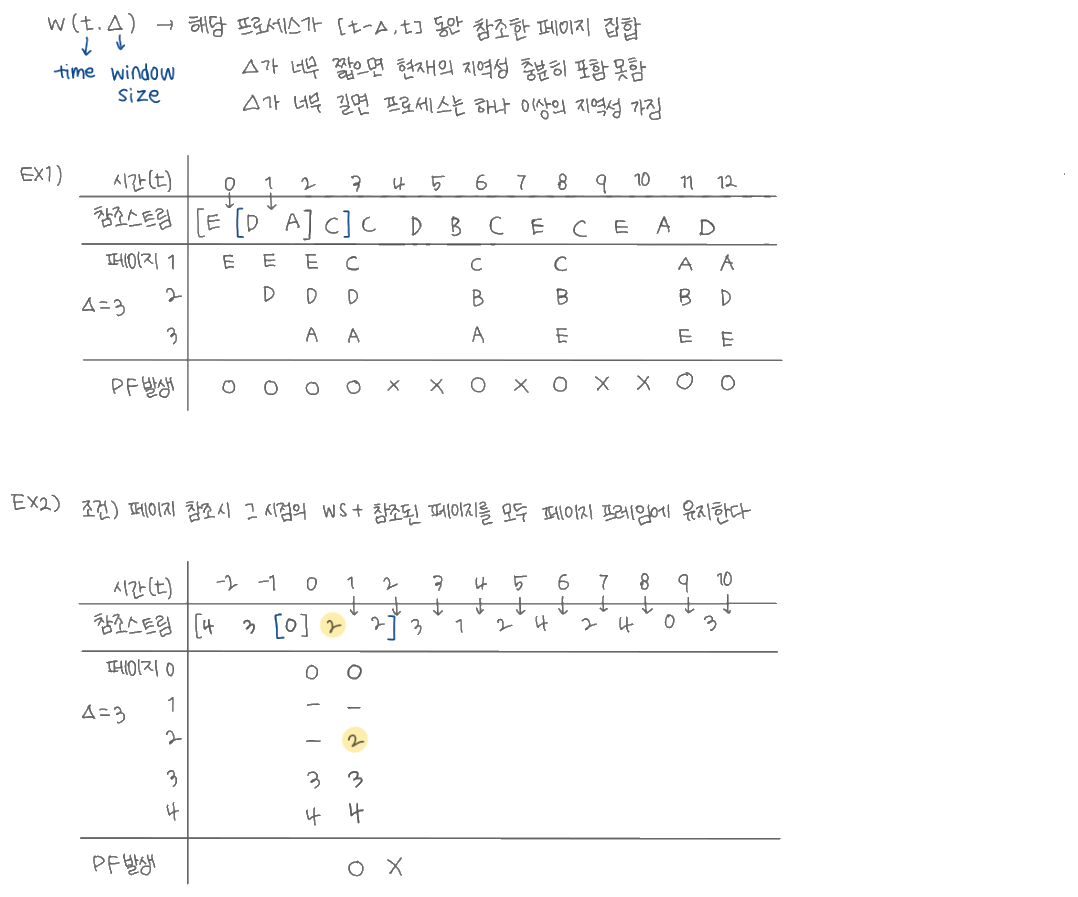 W(t.Δ) → 해당 프로세스가 [t-Δ,t] 동안 참조한 페이지 집합
time window size
Δ가 너무 짧으면 현재의 지역성 충분히 포함 못함
Δ가 너무 길면 프로세스는 하나 이상의 지역성 가짐
EX1) 시간(t) 0 1 2 3 4 5 6 7 8 9 10 11 12
참조스트림 [E [D A] C] C D B C E C E A D
페이지 1 E E E C C C A A
Δ=3 2 D D D B B B D
3 A A A E E E
PF발생 O O O O X X O X O X X O O
EX2) 조건) 페이지 참조시 그 시점의 WS + 참조된 페이지를 모두 페이지 프레임에 유지한다
시간(t) -2 -1 0 1 2 3 4 5 6 7 8 9 10
참조스트림 [4 3 [0] 2 2] 3 1 2 4 2 4 0 3
페이지 0 0 0
Δ=3 1 - -
2 - 2
3 3 3
4 4 4
PF발생 O X